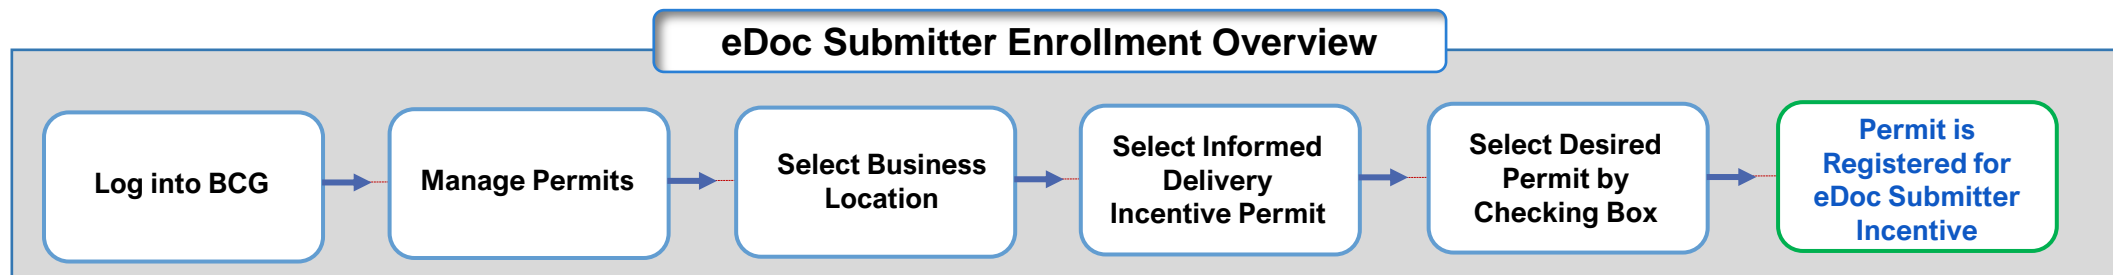 eDoc Submitter Enrollment Overview
Log into BCG
Manage Permits
Select Business
Location
Select Informed
Delivery
Incentive Permit
Select Desired
Permit by
Checking Box
Permit is
Registered for
eDoc Submitter
Incentive